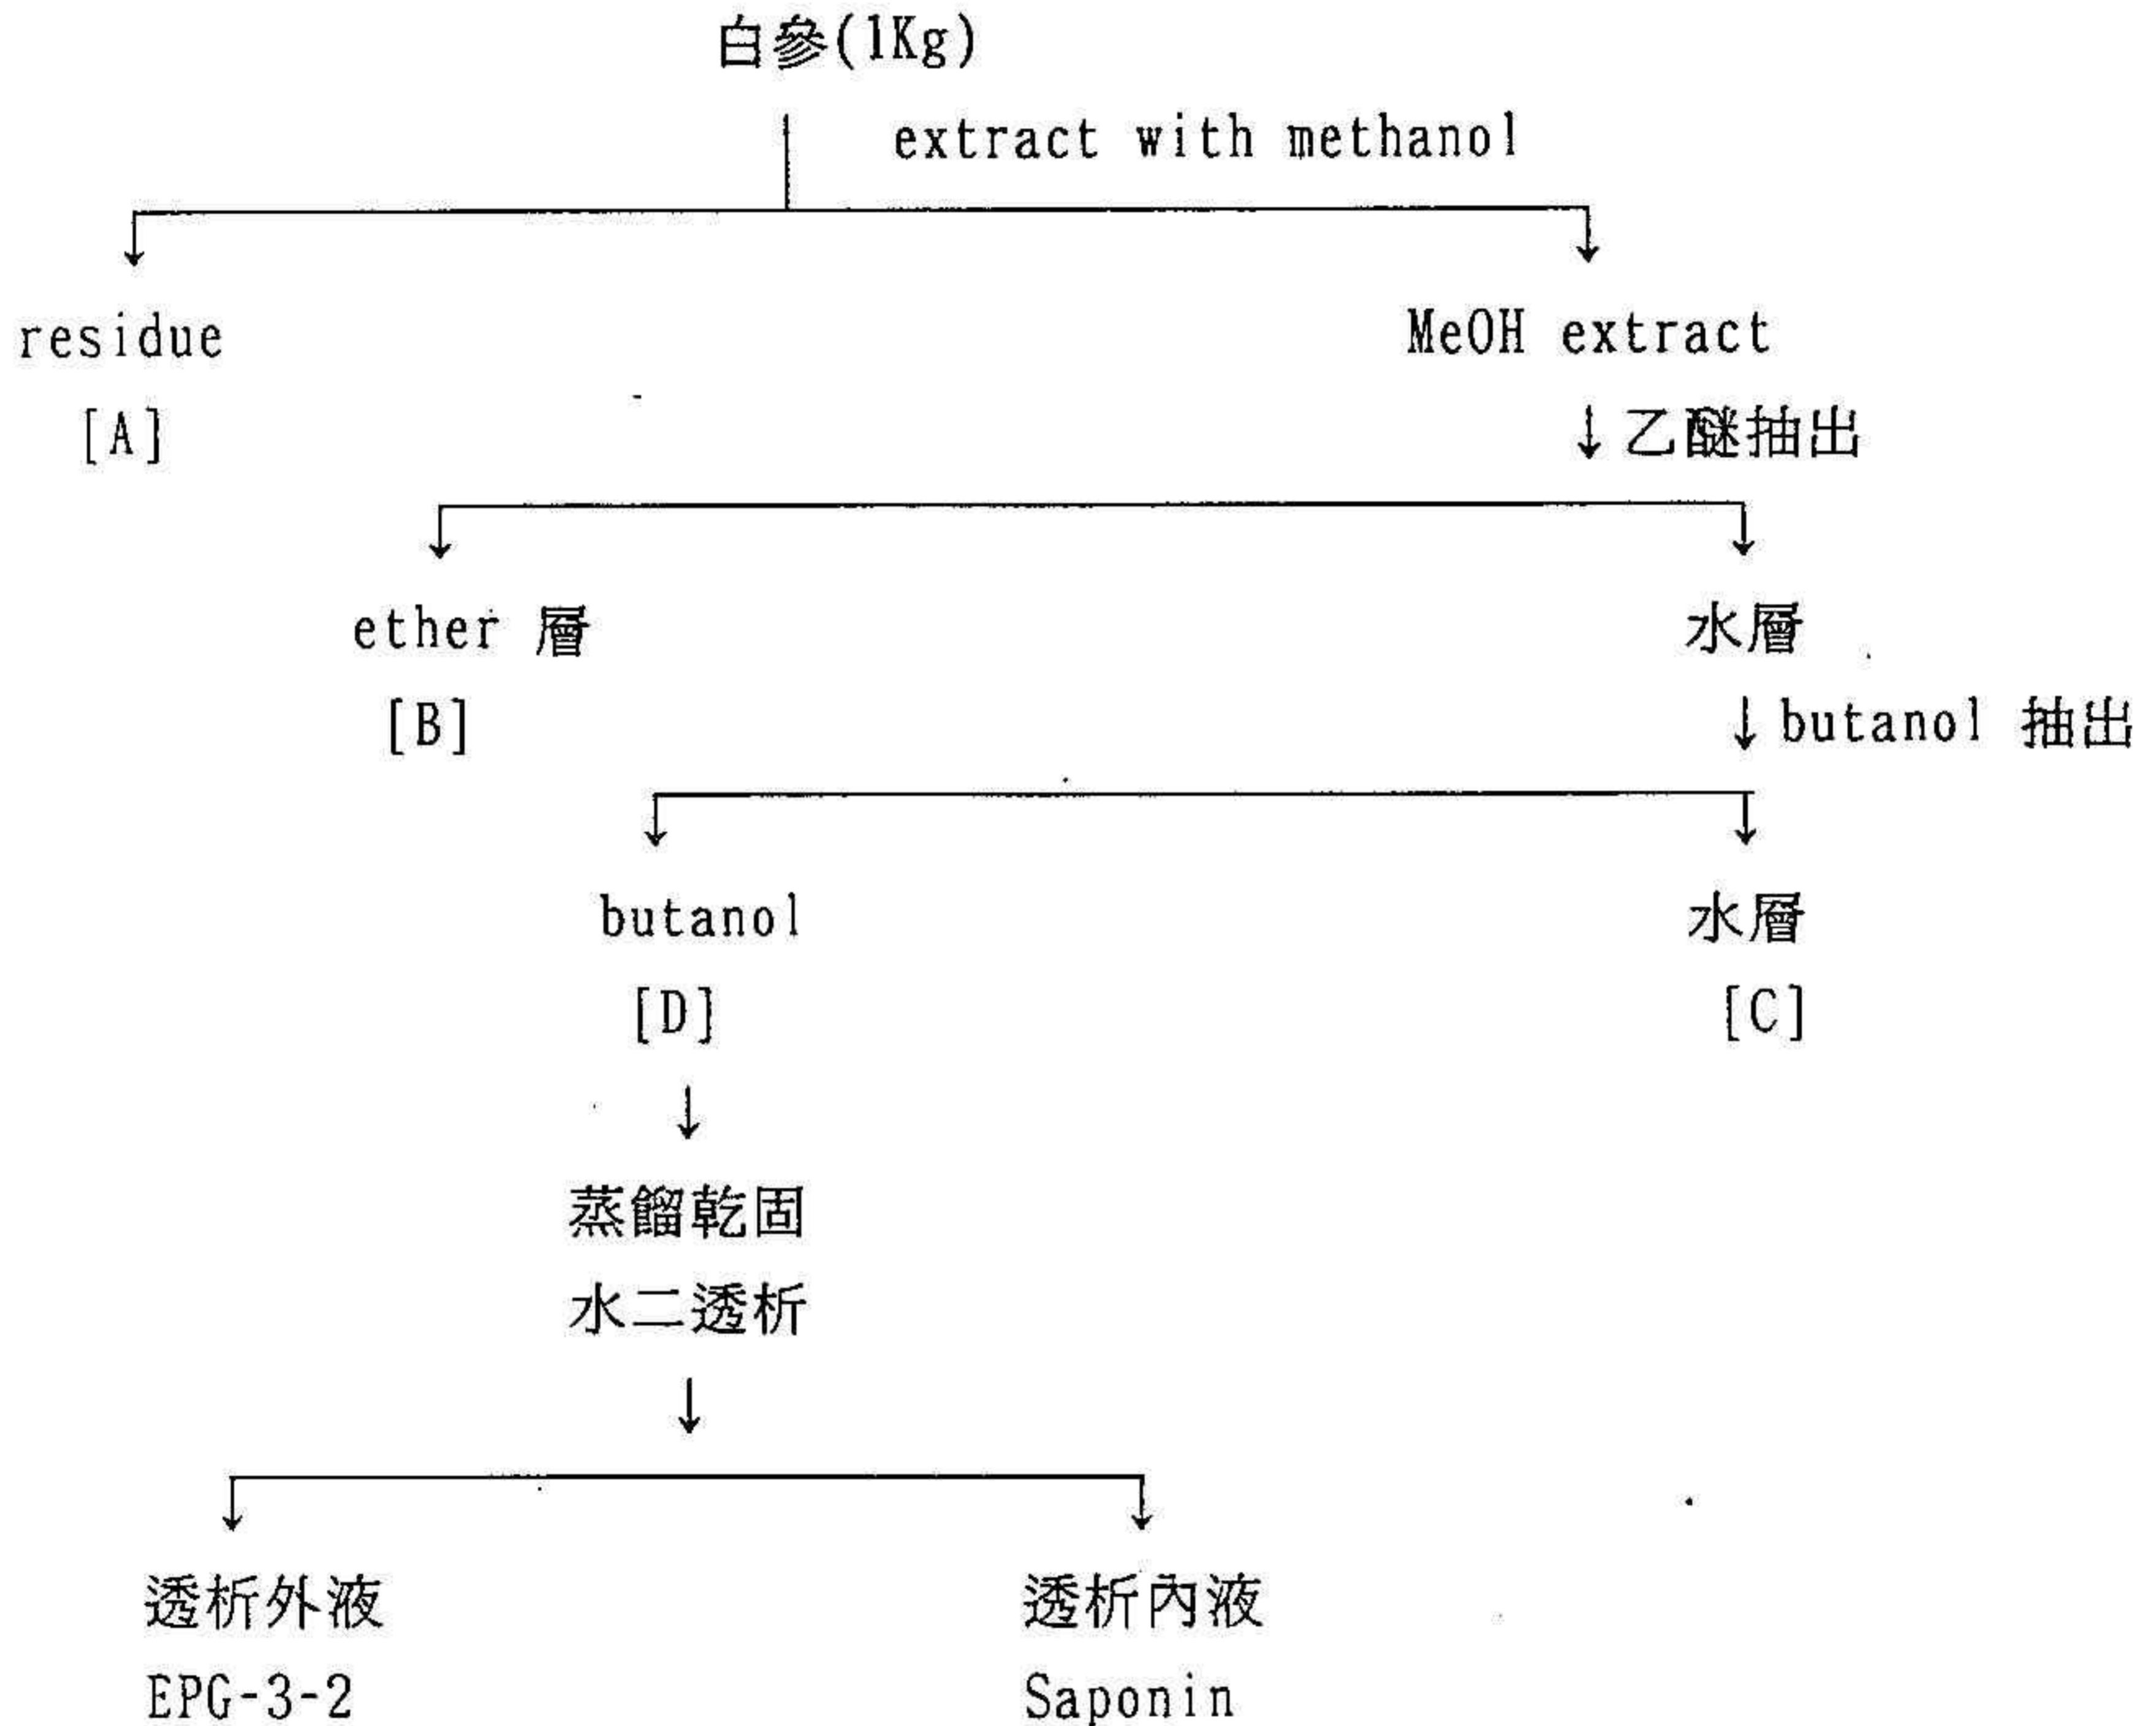 白參(1Kg)
extract with methanol
residue
[A]
MeOH extract
↓乙醚抽出
ether 層
[B]
水層
↓butanol 抽出
butanol
[D]
水層
[C]
↓
蒸餾乾固
水二透析
↓
透析外液
EPG-3-2
透析內液
Saponin